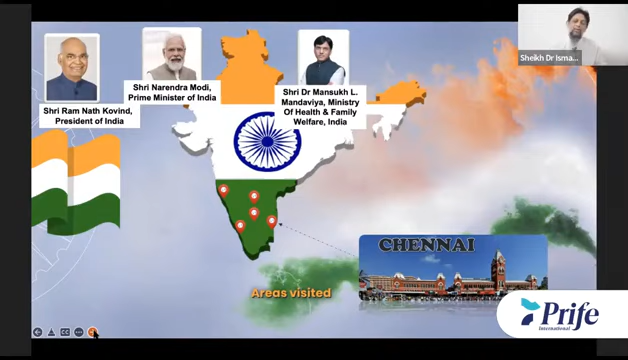 Shri Ram Nath Kovind,
President of India
Shri Narendra Modi,
Prime Minister of India
Shri Dr Mansukh L.
Mandaviya, Ministry
Of Health & Family
Welfare, India
Sheikh Dr Isma...
CHENNAI
Areas visited
Prife
International